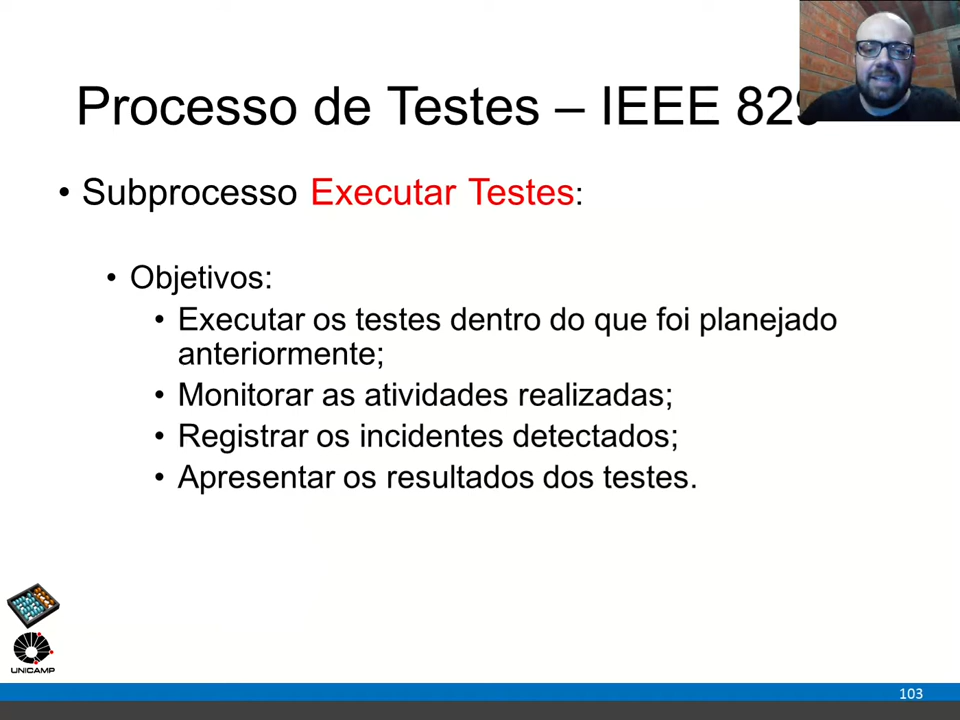 Processo de Testes – IEEE 829
• Subprocesso Executar Testes:
• Objetivos:
• Executar os testes dentro do que foi planejado
anteriormente;
• Monitorar as atividades realizadas;
• Registrar os incidentes detectados;
• Apresentar os resultados dos testes.
UNICAMP
103